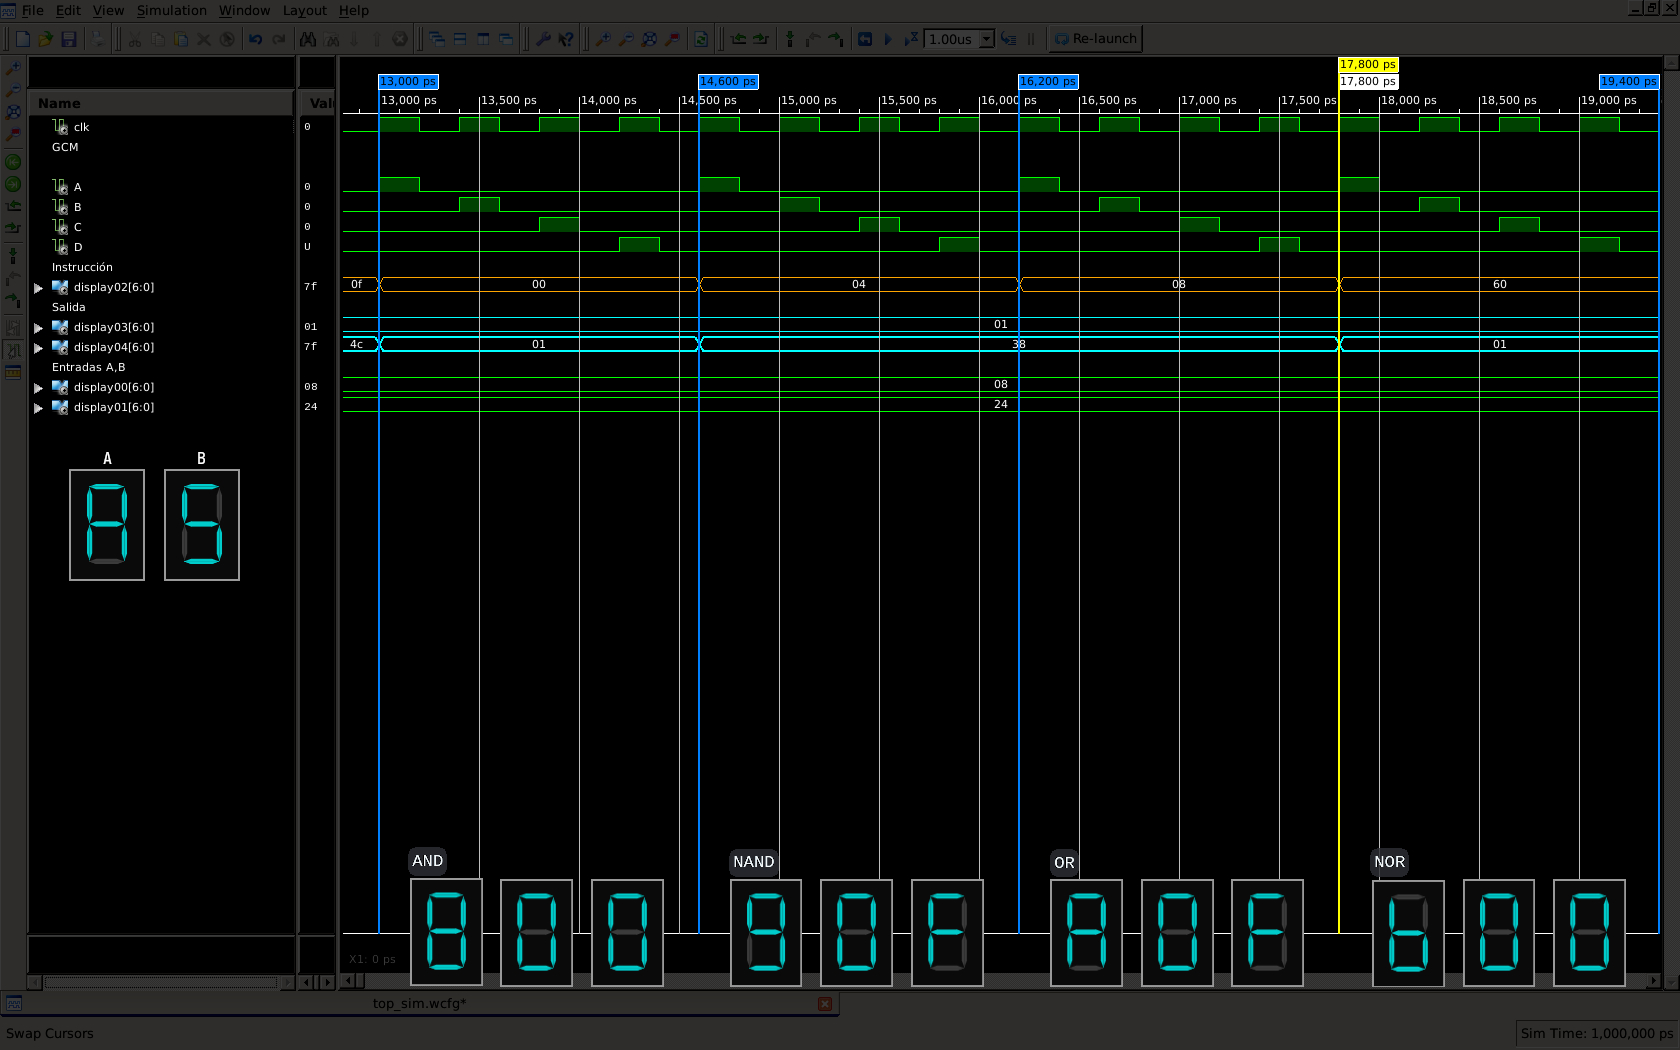 File Edit View Simulation Window Layout Help
1.00us Re-launch
17,800 ps
13,000 ps 14,600 ps 16,200 ps 17,800 ps 19,400 ps
Name Valu 13,000 ps 13,500 ps 14,000 ps 14,500 ps 15,000 ps 15,500 ps 16,000 ps 16,500 ps 17,000 ps 17,500 ps 18,000 ps 18,500 ps 19,000 ps
clk 0
GCM
A 0
B 0
C 0
D U
Instrucción
display02[6:0] 7f 0f 00 04 08 60
Salida
display03[6:0] 01 01
display04[6:0] 7f 4c 01 38 01
Entradas A,B
display00[6:0] 08 08
display01[6:0] 24 24
A B
AND NAND OR NOR
X1: 0 ps
top_sim.wcfg*
Swap Cursors Sim Time: 1,000,000 ps